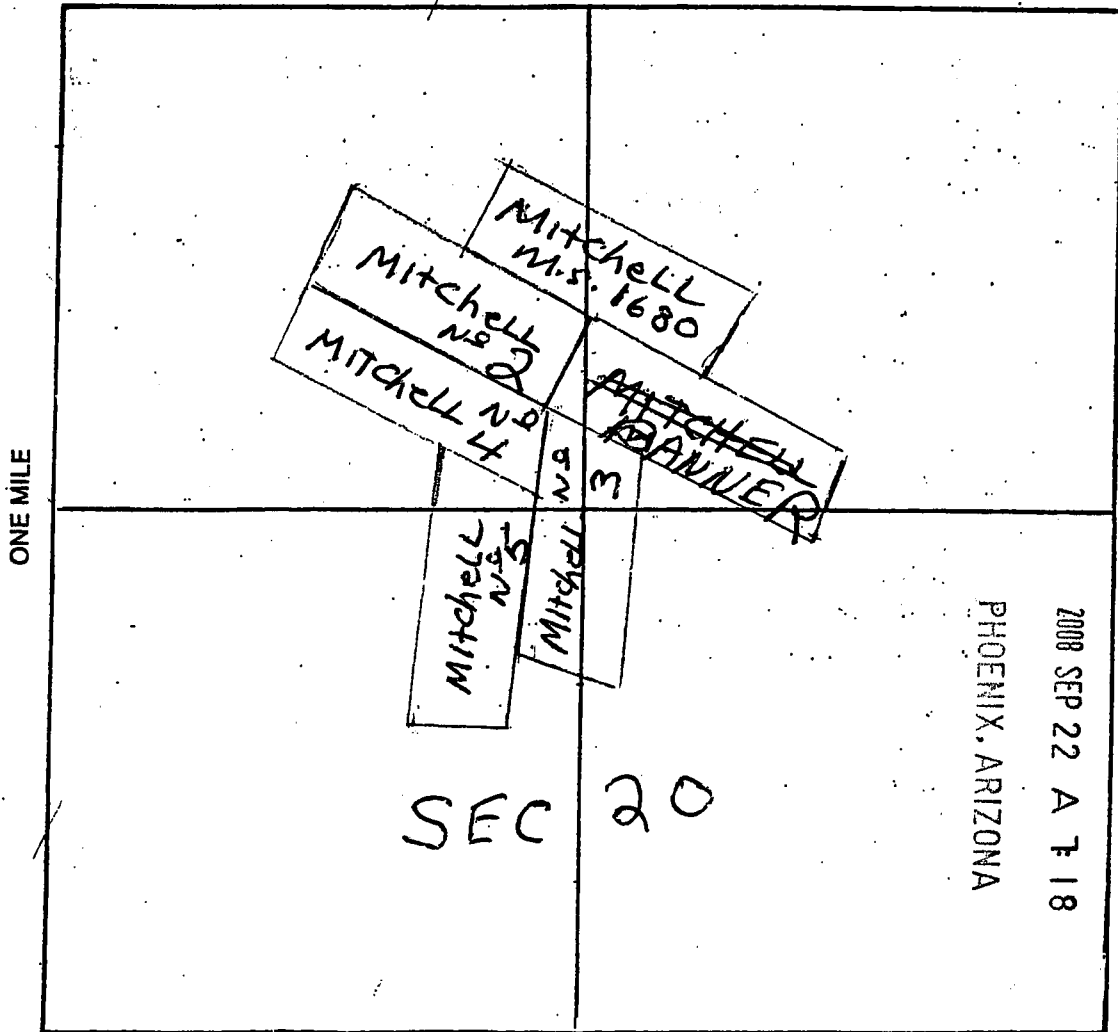 Mitchell
M.S. 1680
Mitchell
No 2
Mitchell No
4
MITCHELL
BANNER
Mitchell No 3
Mitchell
No 5
ONE MILE
SEC 20
2008 SEP 22 A 7:18
PHOENIX, ARIZONA